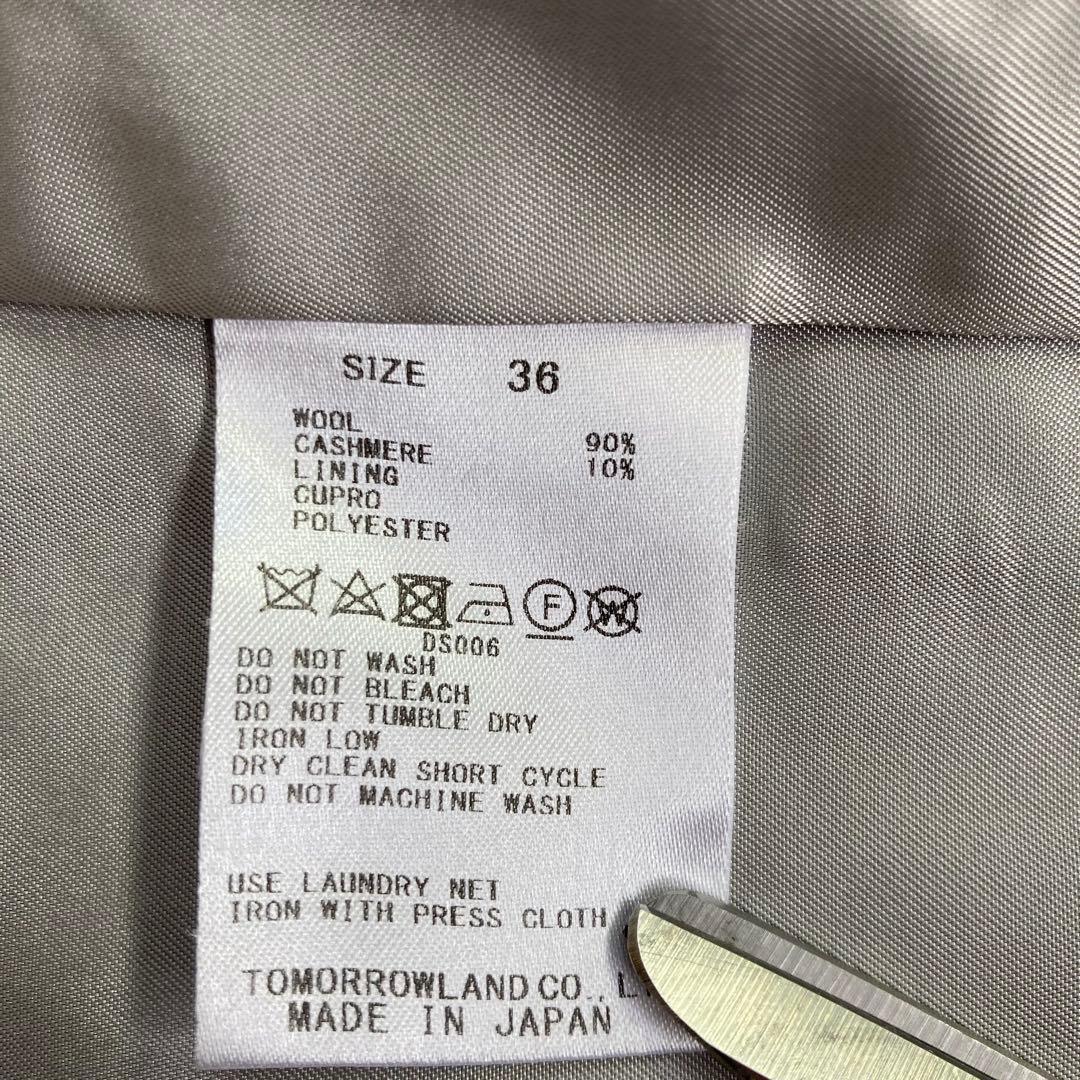 SIZE 36
WOOL
CASHMERE 90%
LINING 10%
CUPRO
POLYESTER
F W
DS006
DO NOT WASH
DO NOT BLEACH
DO NOT TUMBLE DRY
IRON LOW
DRY CLEAN SHORT CYCLE
DO NOT MACHINE WASH
USE LAUNDRY NET
IRON WITH PRESS CLOTH
TOMORROWLAND CO.,
MADE IN JAPAN